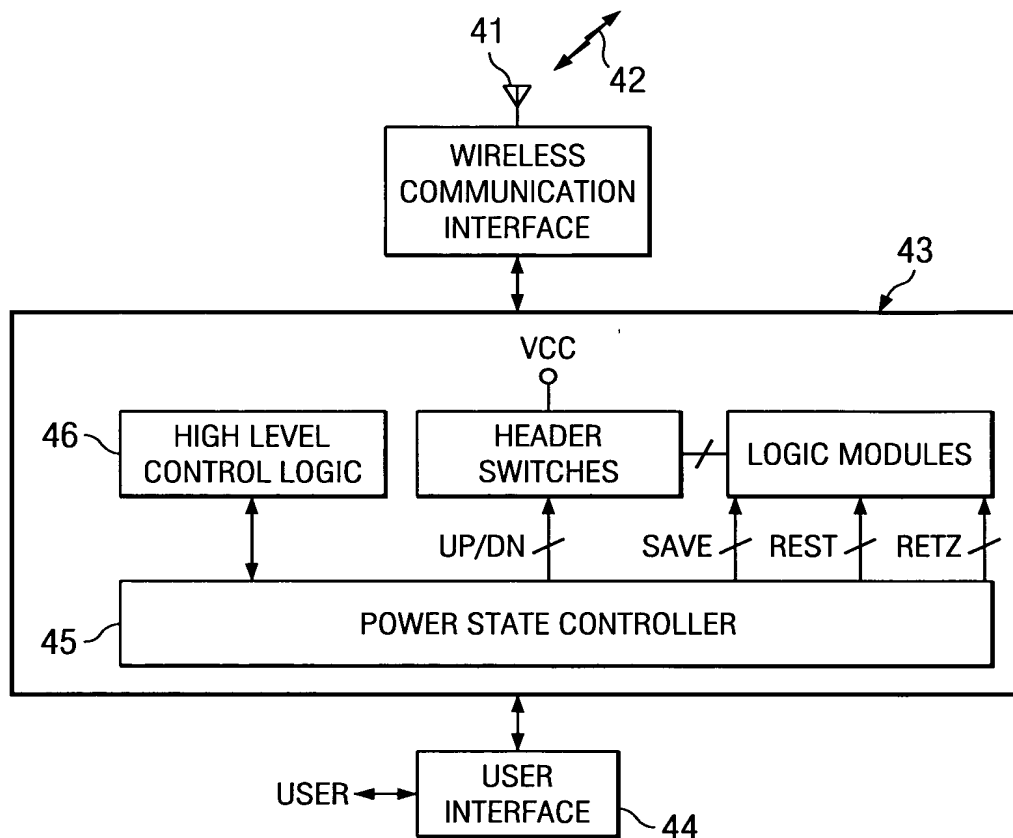 41
42
WIRELESS
COMMUNICATION
INTERFACE
43
VCC
46
HIGH LEVEL
CONTROL LOGIC
HEADER
SWITCHES
LOGIC MODULES
UP/DN
SAVE
REST
RETZ
45
POWER STATE CONTROLLER
USER
USER
INTERFACE
44